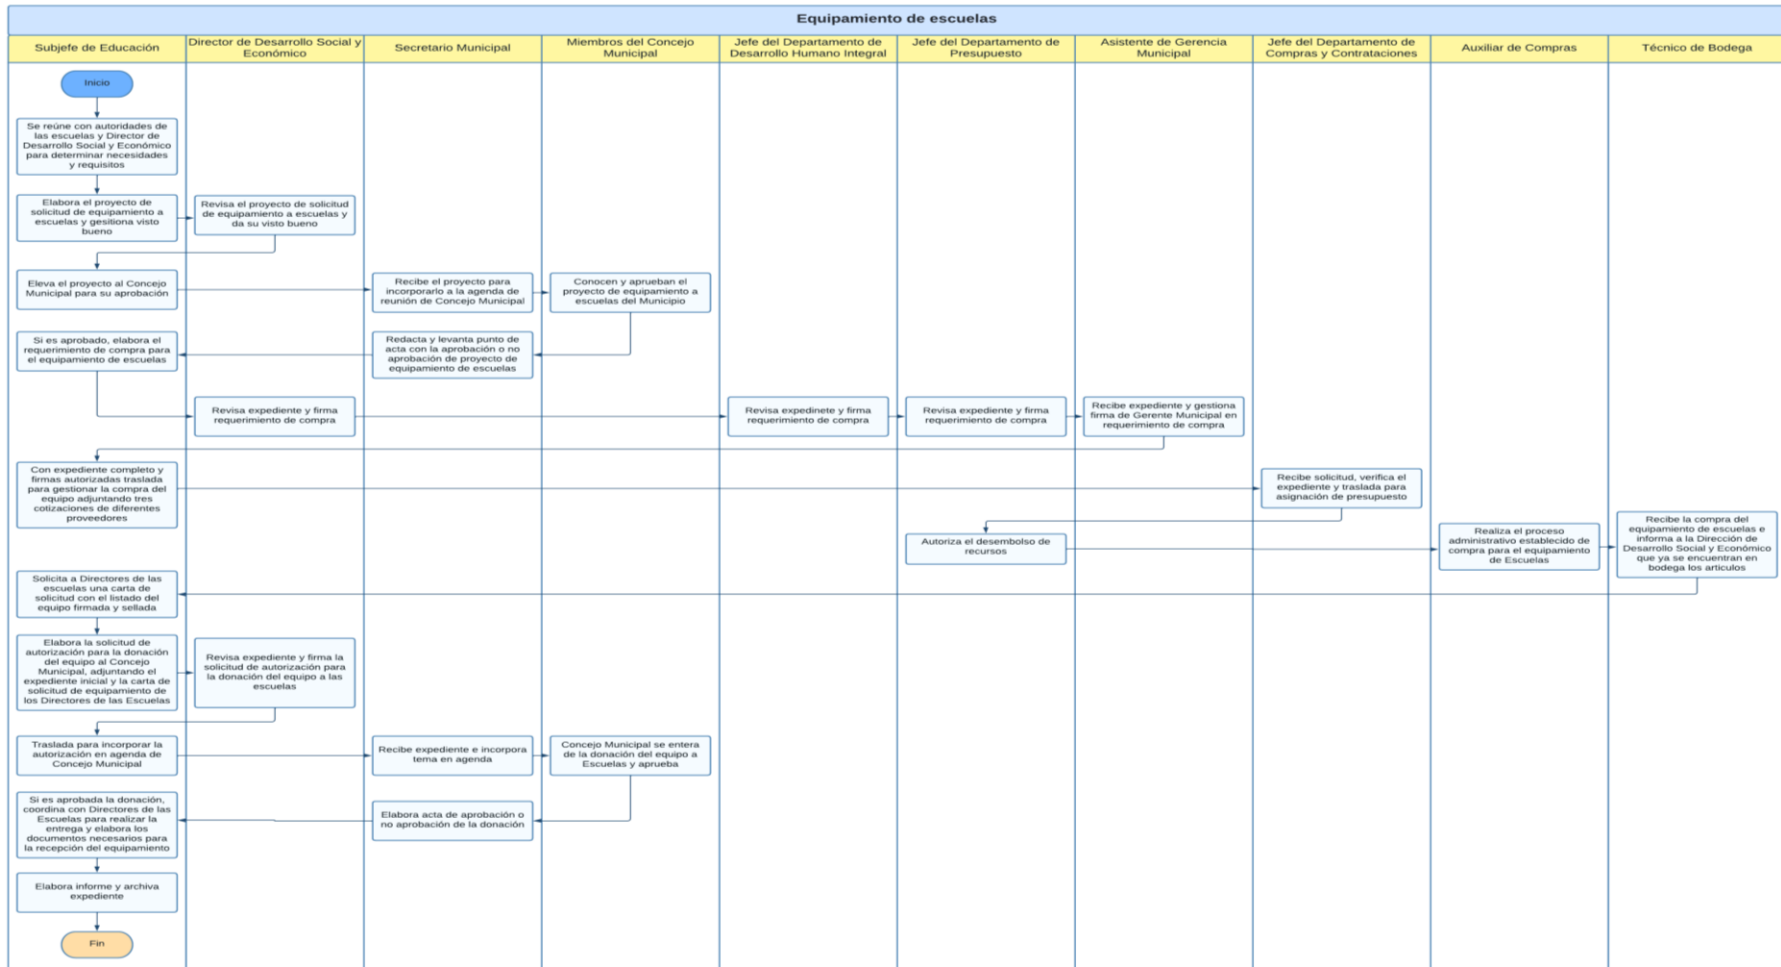 Equipamiento de escuelas
Subjefe de Educación
Director de Desarrollo Social y
Económico
Secretario Municipal
Miembros del Concejo
Municipal
Jefe del Departamento de
Desarrollo Humano Integral
Jefe del Departamento de
Presupuesto
Asistente de Gerencia
Municipal
Jefe del Departamento de
Compras y Contrataciones
Auxiliar de Compras
Técnico de Bodega
Inicio
Se reúne con autoridades de
las escuelas y Director de
Desarrollo Social y Económico
para determinar necesidades
y requisitos
Elabora el proyecto de
solicitud de equipamiento a
escuelas y gesitiona visto
bueno
Revisa el proyecto de solicitud
de equipamiento a escuelas y
da su visto bueno
Eleva el proyecto al Concejo
Municipal para su aprobación
Recibe el proyecto para
incorporarlo a la agenda de
reunión de Concejo Municipal
Conocen y aprueban el
proyecto de equipamiento a
escuelas del Municipio
Si es aprobado, elabora el
requerimiento de compra para
el equipamiento de escuelas
Redacta y levanta punto de
acta con la aprobación o no
aprobación de proyecto de
equipamiento de escuelas
Revisa expediente y firma
requerimiento de compra
Revisa expedinete y firma
requerimiento de compra
Revisa expediente y firma
requerimiento de compra
Recibe expediente y gestiona
firma de Gerente Municipal en
requerimiento de compra
Con expediente completo y
firmas autorizadas traslada
para gestionar la compra del
equipo adjuntando tres
cotizaciones de diferentes
proveedores
Recibe solicitud, verifica el
expediente y traslada para
asignación de presupuesto
Autoriza el desembolso de
recursos
Realiza el proceso
administrativo establecido de
compra para el equipamiento
de Escuelas
Recibe la compra del
equipamiento de escuelas e
informa a la Dirección de
Desarrollo Social y Económico
que ya se encuentran en
bodega los articulos
Solicita a Directores de las
escuelas una carta de
solicitud con el listado del
equipo firmada y sellada
Elabora la solicitud de
autorización para la donación
del equipo al Concejo
Municipal, adjuntando el
expediente inicial y la carta de
solicitud de equipamiento de
los Directores de las Escuelas
Revisa expediente y firma la
solicitud de autorización para
la donación del equipo a las
escuelas
Traslada para incorporar la
autorización en agenda de
Concejo Municipal
Recibe expediente e incorpora
tema en agenda
Concejo Municipal se entera
de la donación del equipo a
Escuelas y aprueba
Si es aprobada la donación,
coordina con Directores de las
Escuelas para realizar la
entrega y elabora los
documentos necesarios para
la recepción del equipamiento
Elabora acta de aprobación o
no aprobación de la donación
Elabora informe y archiva
expediente
Fin